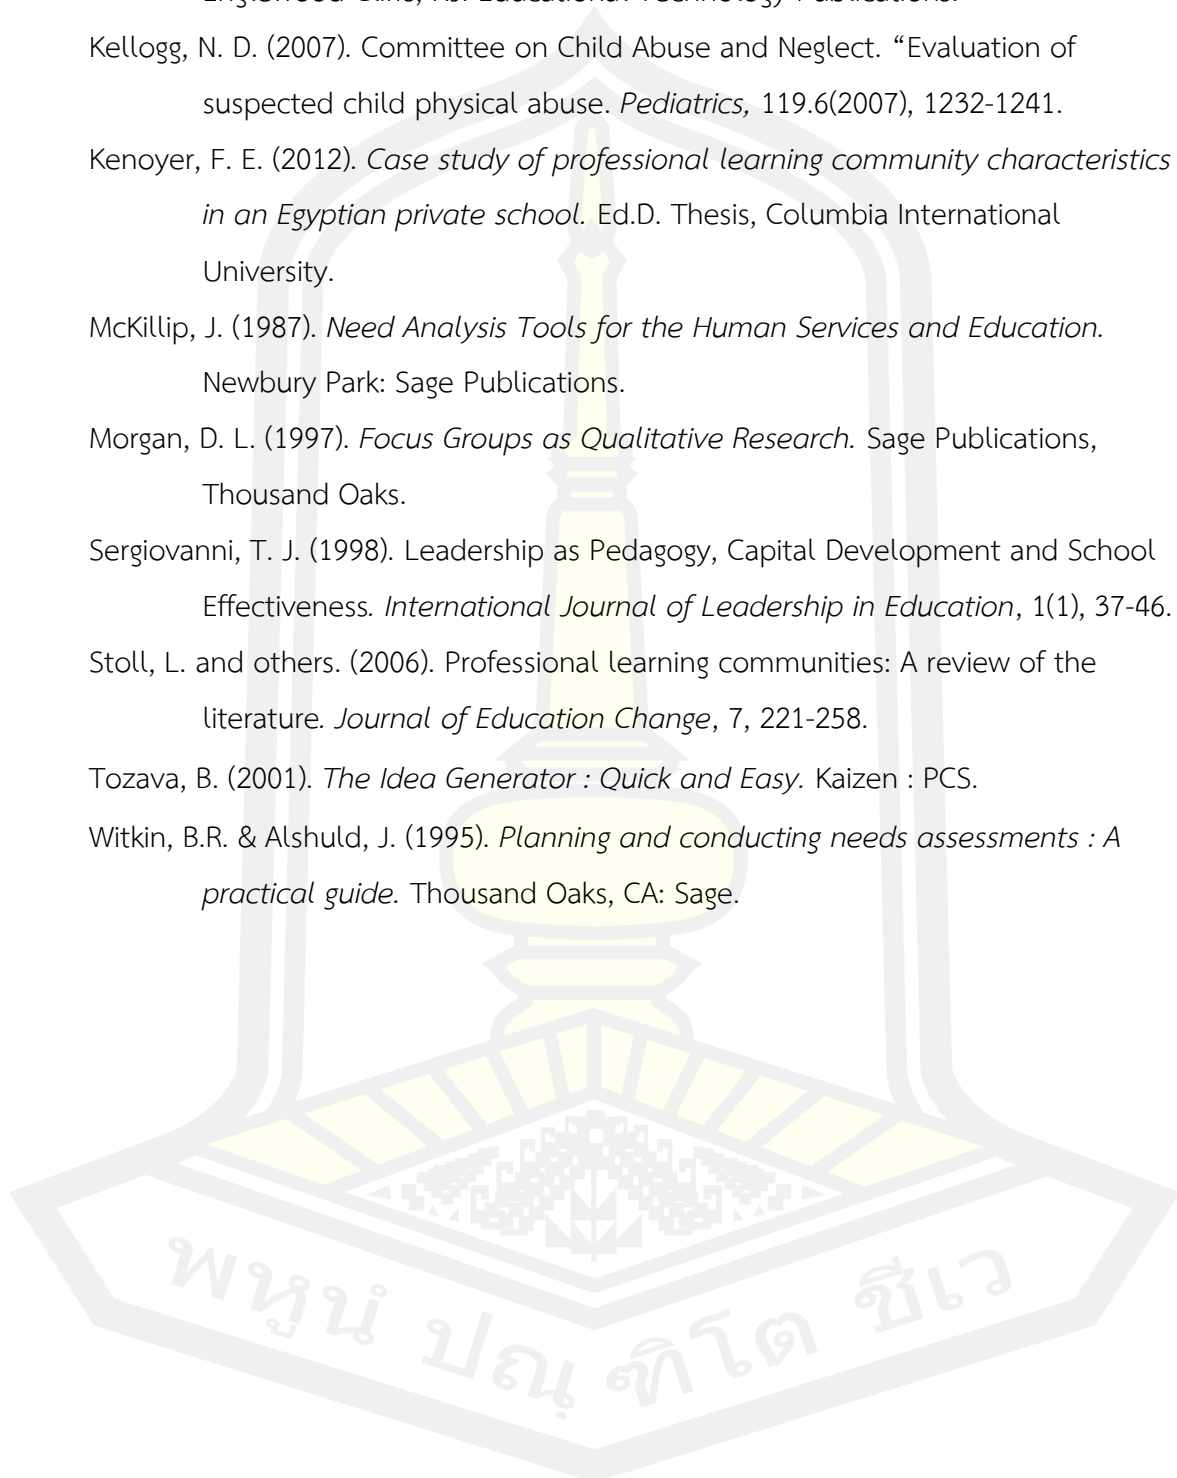 Kellogg, N. D. (2007). Committee on Child Abuse and Neglect. “Evaluation of
suspected child physical abuse. Pediatrics, 119.6(2007), 1232-1241.
Kenoyer, F. E. (2012). Case study of professional learning community characteristics
in an Egyptian private school. Ed.D. Thesis, Columbia International
University.
McKillip, J. (1987). Need Analysis Tools for the Human Services and Education.
Newbury Park: Sage Publications.
Morgan, D. L. (1997). Focus Groups as Qualitative Research. Sage Publications,
Thousand Oaks.
Sergiovanni, T. J. (1998). Leadership as Pedagogy, Capital Development and School
Effectiveness. International Journal of Leadership in Education, 1(1), 37-46.
Stoll, L. and others. (2006). Professional learning communities: A review of the
literature. Journal of Education Change, 7, 221-258.
Tozava, B. (2001). The Idea Generator : Quick and Easy. Kaizen : PCS.
Witkin, B.R. & Alshuld, J. (1995). Planning and conducting needs assessments : A
practical guide. Thousand Oaks, CA: Sage.
พหูนํ ปณฺฑิโต ชีเว